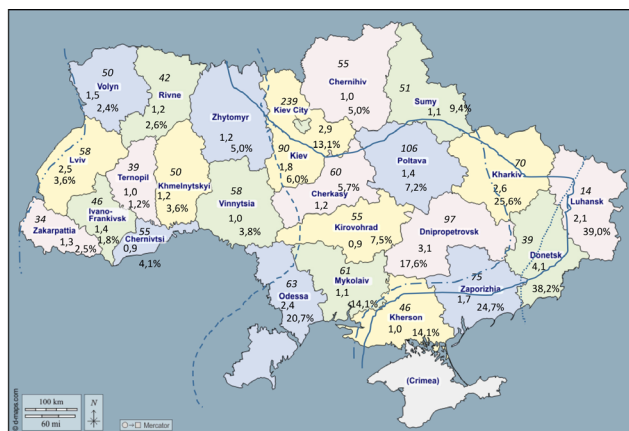 50
Volyn
1,5
2,4%
42
Rivne
1,2
2,6%
Zhytomyr
1,2
5,0%
239
Kiev City
2,9
13,1%
55
Chernihiv
1,0
5,0%
51
Sumy
1,1
9,4%
58
Lviv
2,5
3,6%
39
Ternopil
1,0
1,2%
50
Khmelnytskyi
1,2
3,6%
90
Kiev
1,8
6,0%
60
5,7%
Cherkasy
1,2
106
Poltava
1,4
7,2%
70
Kharkiv
2,6
25,6%
14
Luhansk
2,1
39,0%
34
Zakarpattia
1,3
2,5%
46
Ivano-
Frankivsk
1,4
1,8%
55
Chernivtsi
0,9
4,1%
58
Vinnytsia
1,0
3,8%
55
Kirovohrad
0,9
7,5%
97
Dnipropetrovsk
3,1
17,6%
39
Donetsk
4,1
38,2%
63
Odessa
2,4
20,7%
61
Mykolaiv
1,1
14,1%
46
Kherson
1,0
14,1%
75
Zaporizhia
1,7
24,7%
(Crimea)
100 km
60 mi
N
Mercator
© d-maps.com